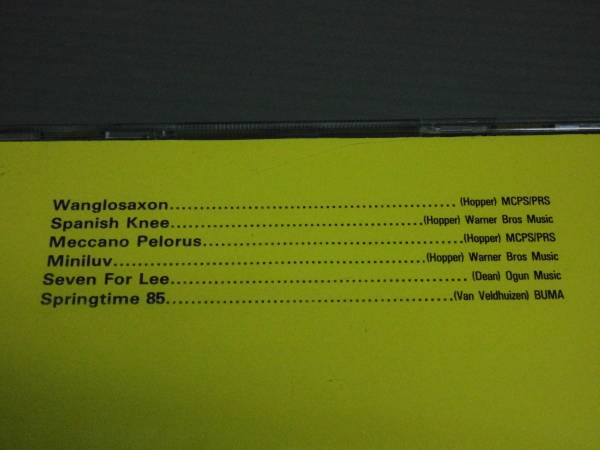 Wanglosaxon................................................ (Hopper) MCPS/PRS
Spanish Knee..........................................(Hopper) Warner Bros Music
Meccano Pelorus...........................................(Hopper) MCPS/PRS
Miniluv....................................................(Hopper) Warner Bros Music
Seven For Lee.................................................. (Dean) Ogun Music
Springtime 85................................................(Van Veldhuizen) BUMA